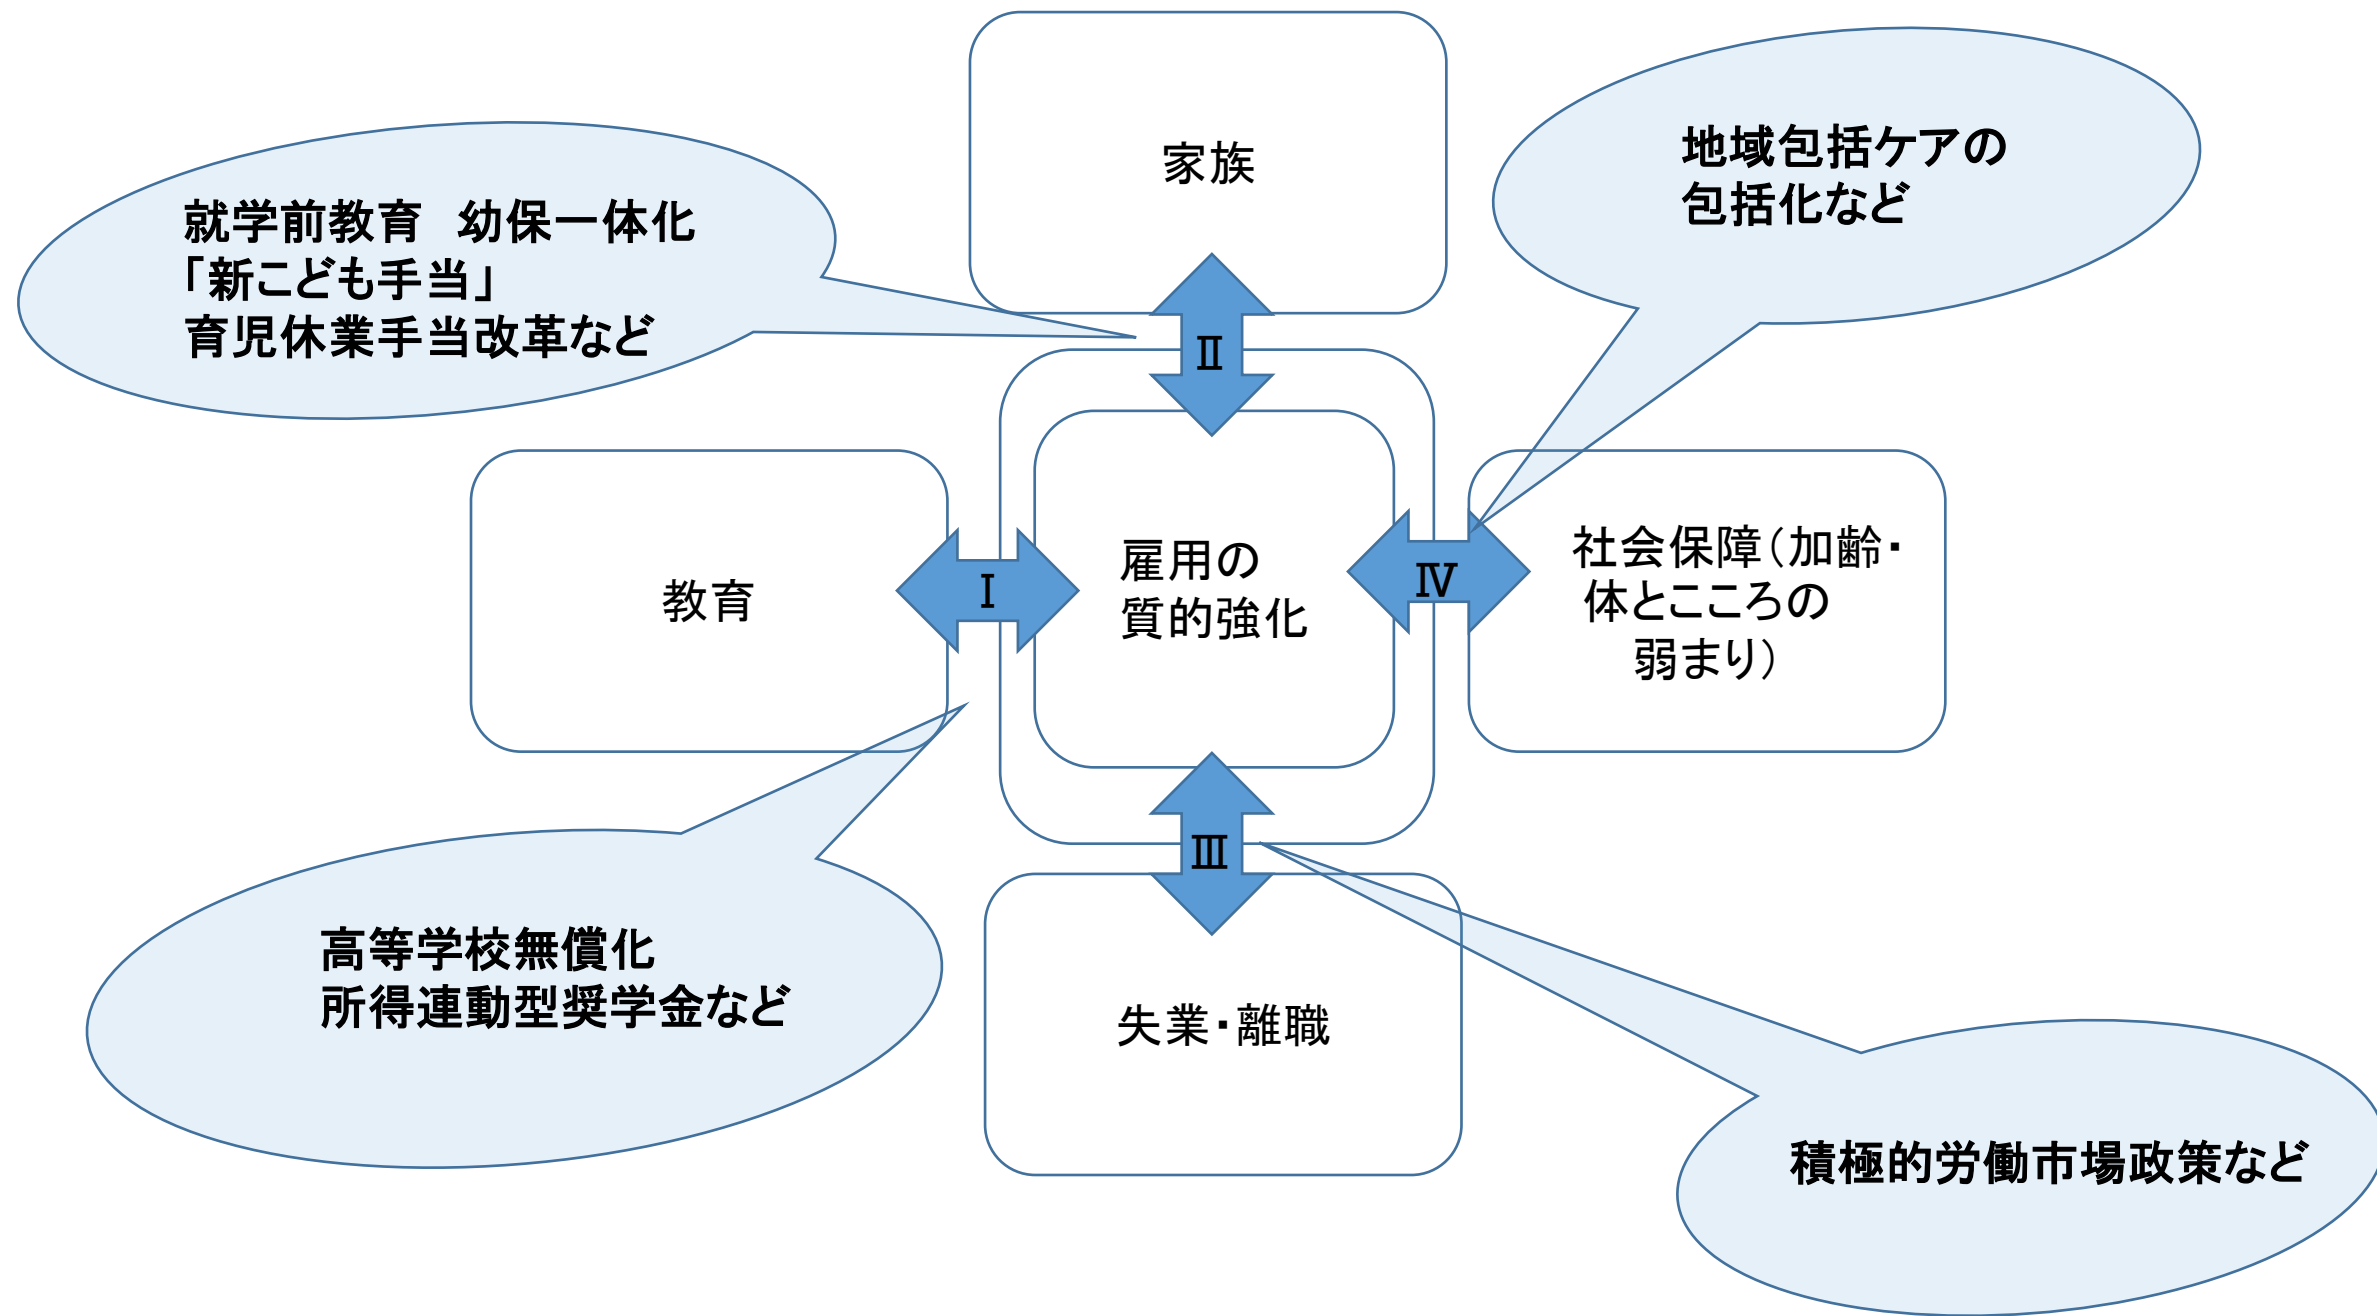 家族
地域包括ケアの
包括化など
就学前教育　幼保一体化
「新こども手当」
育児休業手当改革など
Ⅱ
教育
Ⅰ
雇用の
質的強化
Ⅳ
社会保障（加齢・
体とこころの
弱まり）
Ⅲ
高等学校無償化
所得連動型奨学金など
失業・離職
積極的労働市場政策など